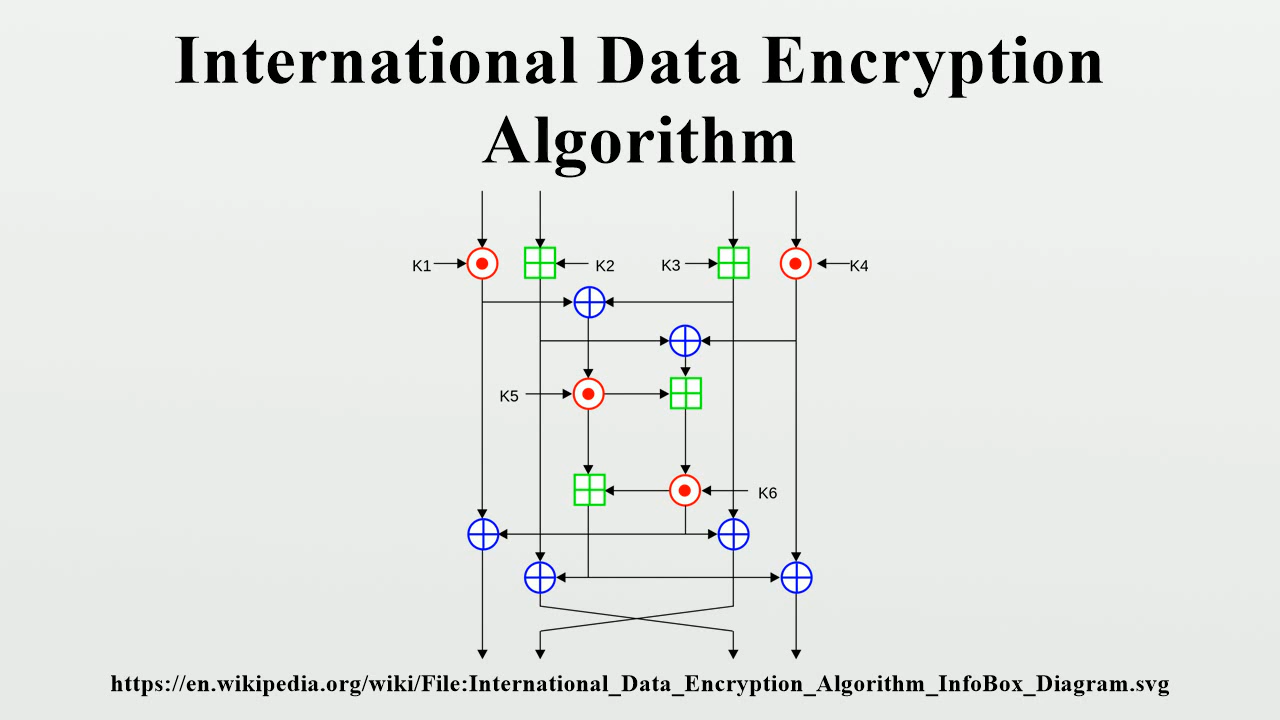 International Data Encryption
Algorithm
K1 K2 K3 K4
K5
K6
https://en.wikipedia.org/wiki/File:International_Data_Encryption_Algorithm_InfoBox_Diagram.svg